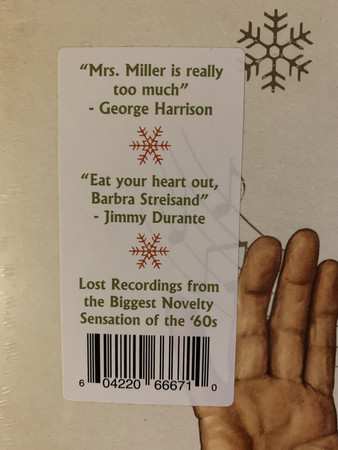 “Mrs. Miller is really
too much”
- George Harrison
“Eat your heart out,
Barbra Streisand”
- Jimmy Durante
Lost Recordings from
the Biggest Novelty
Sensation of the ‘60s
6 04220 66671 0